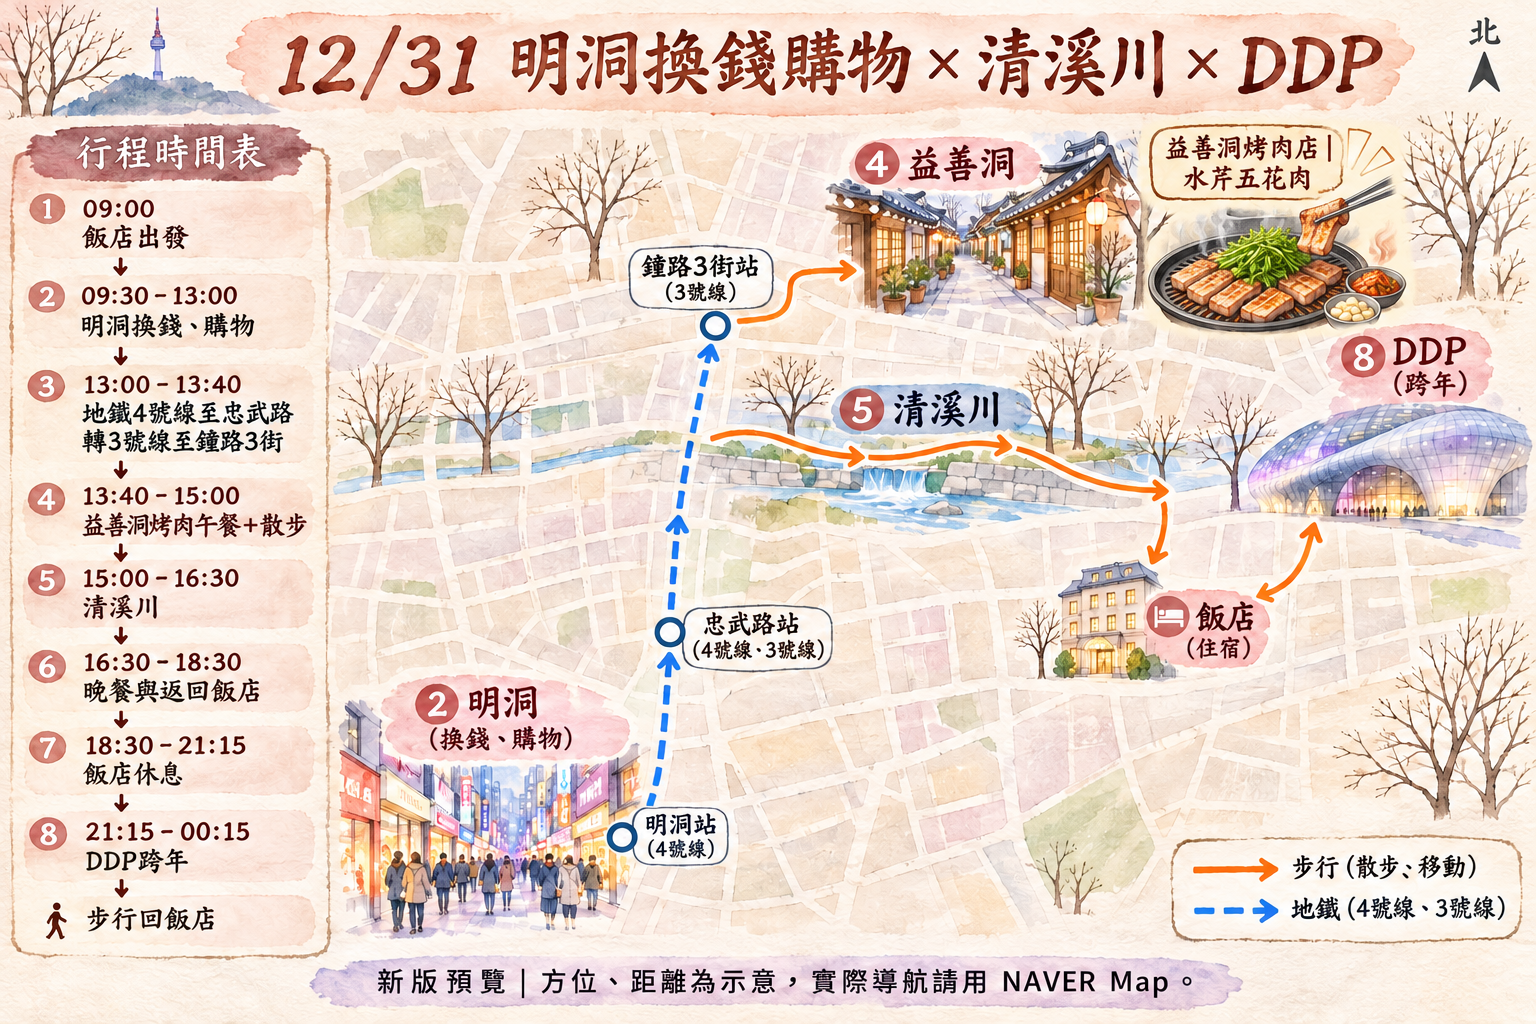 12/31 明洞換錢購物×清溪川×DDP
北
行程時間表
1
09:00
飯店出發
2
09:30–13:00
明洞換錢、購物
3
13:00–13:40
地鐵4號線至忠武路
轉3號線至鐘路3街
4
13:40–15:00
益善洞烤肉午餐+散步
5
15:00–16:30
清溪川
6
16:30–18:30
晚餐與返回飯店
7
18:30–21:15
飯店休息
8
21:15–00:15
DDP跨年
步行回飯店
4 益善洞
益善洞烤肉店|
水芹五花肉
鐘路3街站
(3號線)
8 DDP
(跨年)
5 清溪川
飯店
(住宿)
忠武路站
(4號線、3號線)
2 明洞
(換錢、購物)
明洞站
(4號線)
步行(散步、移動)
地鐵(4號線、3號線)
新版預覽|方位、距離為示意，實際導航請用 NAVER Map。